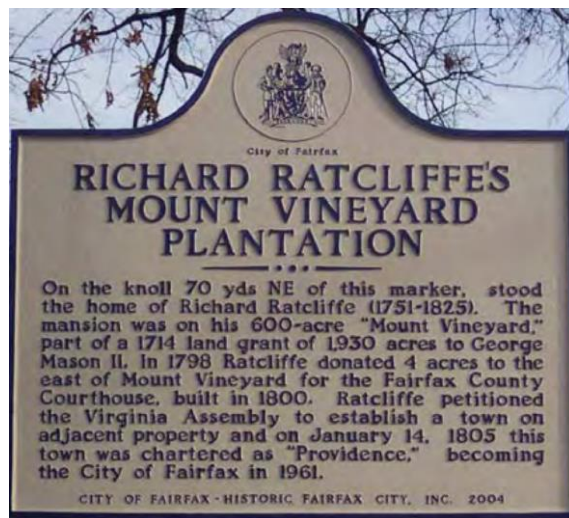 City of Fairfax
RICHARD RATCLIFFE'S
MOUNT VINEYARD
PLANTATION
On the knoll 70 yds NE of this marker, stood
the home of Richard Ratcliffe (1751-1825). The
mansion was on his 600-acre "Mount Vineyard,"
part of a 1714 land grant of 1,930 acres to George
Mason II. In 1798 Ratcliffe donated 4 acres to the
east of Mount Vineyard for the Fairfax County
Courthouse, built in 1800. Ratcliffe petitioned
the Virginia Assembly to establish a town on
adjacent property and on January 14, 1805 this
town was chartered as "Providence," becoming
the City of Fairfax in 1961.
CITY OF FAIRFAX - HISTORIC FAIRFAX CITY, INC. 2004